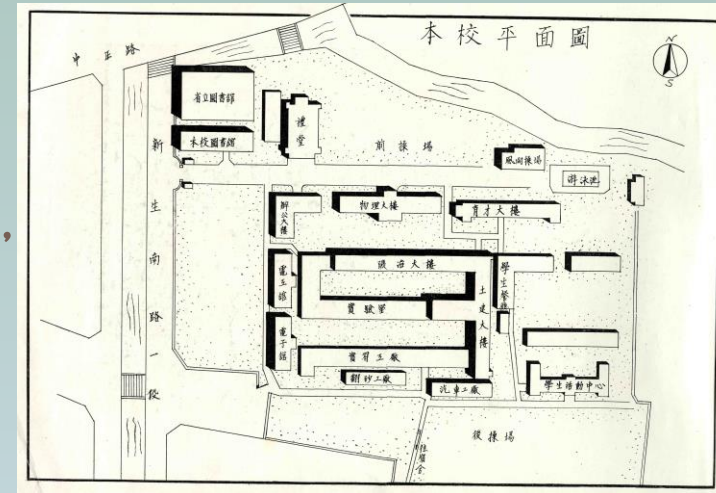 本校平面圖
N
S
中正路
新生南路一段
省立圖書館
本校圖書館
禮堂
前操場
風雨操場
游泳池
辦公大樓
物理大樓
育才大樓
電工館
礦冶大樓
土建大樓
學生餐廳
實驗室
電子館
實習工廠
翻砂工廠
汽車工廠
學生活動中心
後操場
，